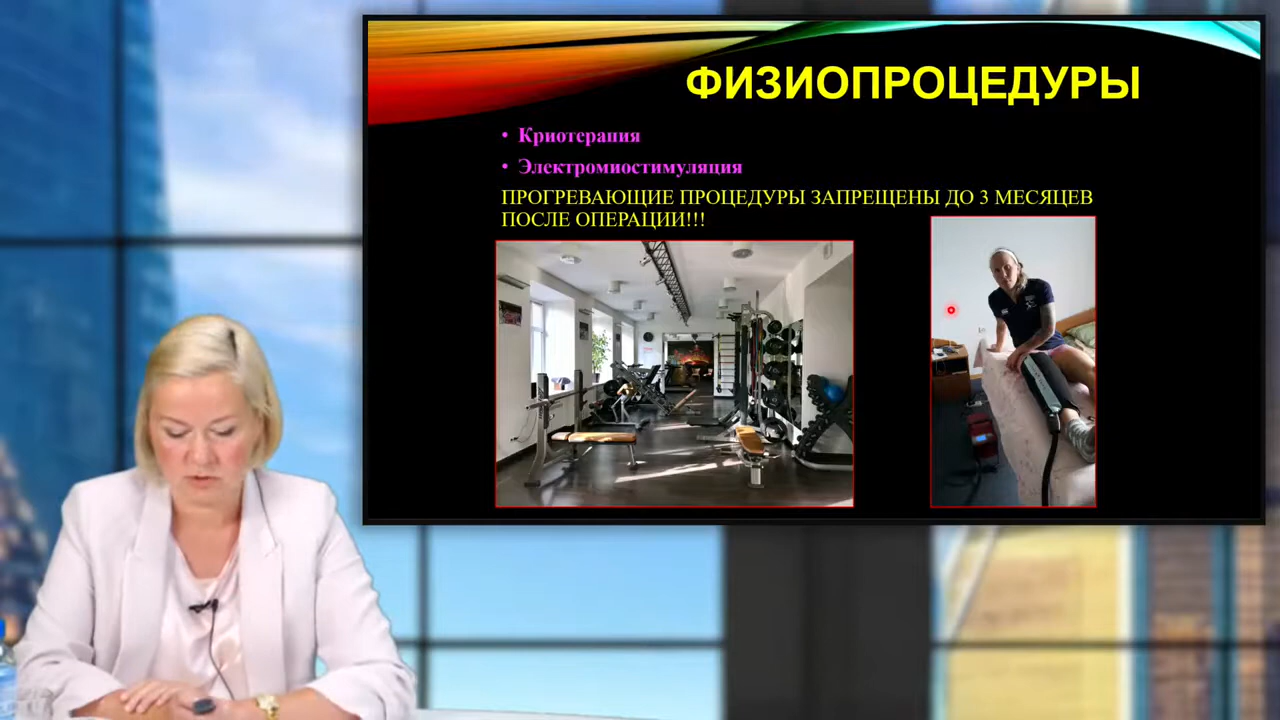 ФИЗИОПРОЦЕДУРЫ
• Криотерапия
• Электромиостимуляция
ПРОГРЕВАЮЩИЕ ПРОЦЕДУРЫ ЗАПРЕЩЕНЫ ДО 3 МЕСЯЦЕВ
ПОСЛЕ ОПЕРАЦИИ!!!